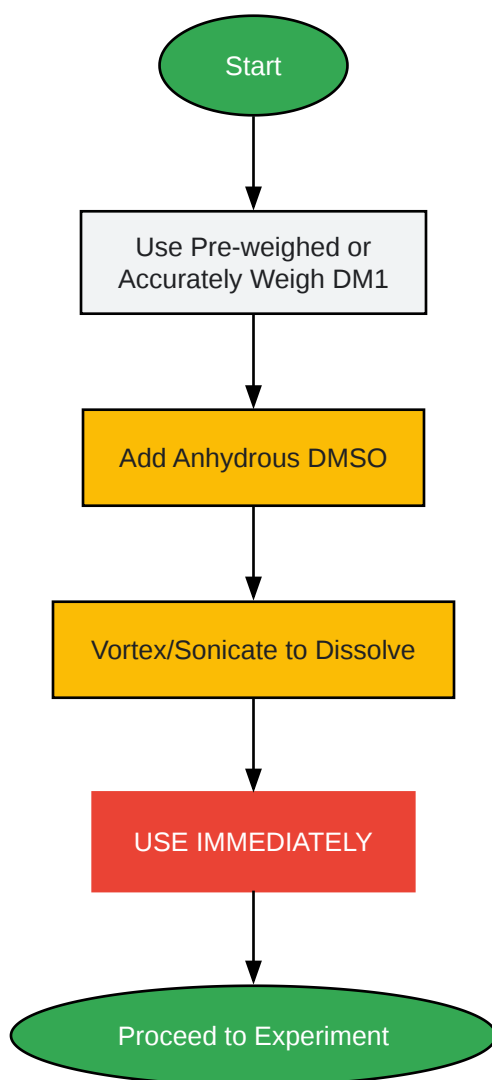 Start
Use Pre-weighed or
Accurately Weigh DM1
Add Anhydrous DMSO
Vortex/Sonicate to Dissolve
USE IMMEDIATELY
Proceed to Experiment